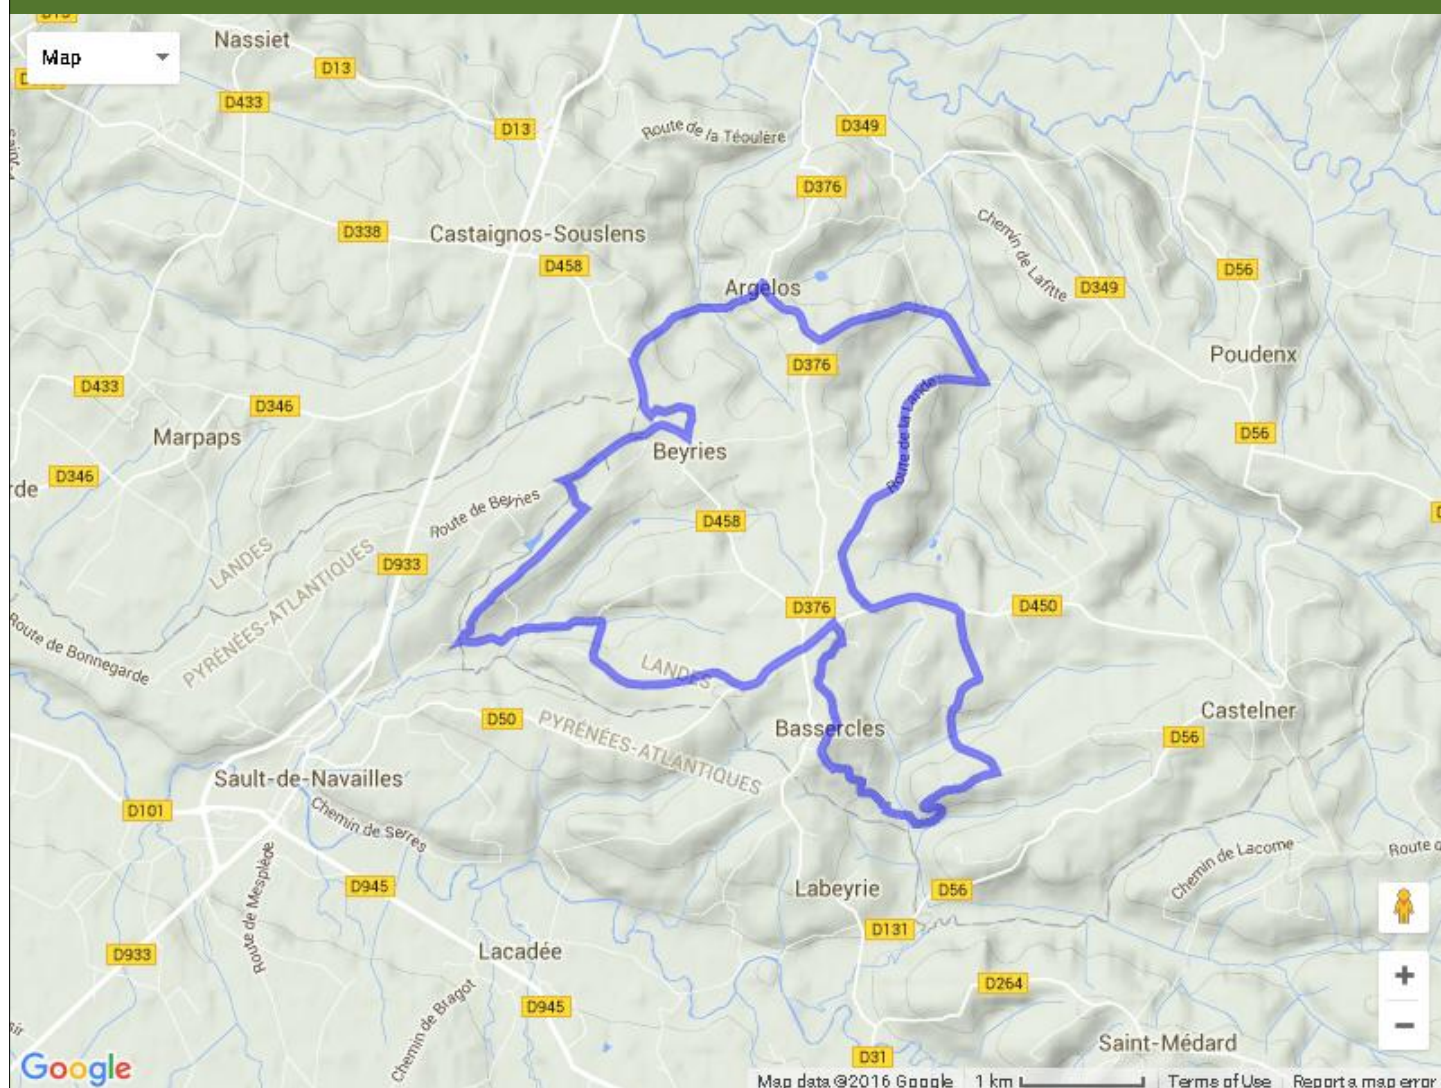 Map
Nassiet
D13
D433
D13
Route de la Téoulère
D349
D376
D338
Castaignos-Souslens
D458
Chemin de Lafitte
D56
D349
Argelos
Poudenx
D376
D433
D346
Marpaps
Route de la Lande
D56
Beyries
D346
rde
Route de Beyries
D458
LANDES
PYRÉNÉES-ATLANTIQUES
D933
D376
D450
Route de Bonnegarde
LANDES
D50
PYRÉNÉES-ATLANTIQUES
Bassercles
Castelner
D56
Sault-de-Navailles
D101
Chemin de Serres
Chemin de Lacome
Route d
Route de Mesplède
D945
Labeyrie
D56
D131
D933
Lacadée
Chemin de Bragot
D945
D264
Saint-Médard
D31
Google
Map data ©2016 Google 1 km Terms of Use Report a map error